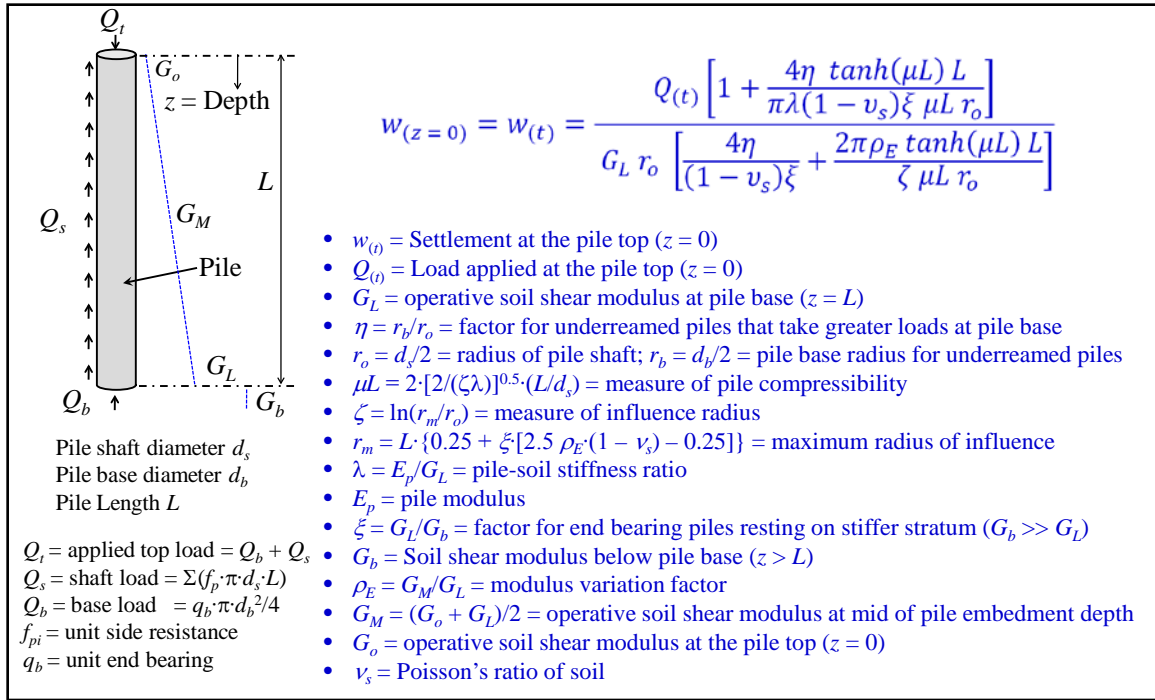 Q_t
G_o
z = Depth
L
Q_s
G_M
Pile
G_L
Q_b
G_b
Pile shaft diameter d_s
Pile base diameter d_b
Pile Length L
Q_t = applied top load = Q_b + Q_s
Q_s = shaft load = Σ(f_p·π·d_s·L)
Q_b = base load = q_b·π·d_b²/4
f_pi = unit side resistance
q_b = unit end bearing
w_(z = 0) = w_(t) = Q_(t) [1 + (4η tanh(μL) L)/(πλ(1 − υ_s)ξ μL r_o)] / G_L r_o [4η/((1 − υ_s)ξ) + (2πρ_E tanh(μL) L)/(ζ μL r_o)]
• w_(t) = Settlement at the pile top (z = 0)
• Q_(t) = Load applied at the pile top (z = 0)
• G_L = operative soil shear modulus at pile base (z = L)
• η = r_b/r_o = factor for underreamed piles that take greater loads at pile base
• r_o = d_s/2 = radius of pile shaft; r_b = d_b/2 = pile base radius for underreamed piles
• μL = 2·[2/(ζλ)]^0.5·(L/d_s) = measure of pile compressibility
• ζ = ln(r_m/r_o) = measure of influence radius
• r_m = L·{0.25 + ξ·[2.5 ρ_E·(1 – ν_s) – 0.25]} = maximum radius of influence
• λ = E_p/G_L = pile-soil stiffness ratio
• E_p = pile modulus
• ξ = G_L/G_b = factor for end bearing piles resting on stiffer stratum (G_b >> G_L)
• G_b = Soil shear modulus below pile base (z > L)
• ρ_E = G_M/G_L = modulus variation factor
• G_M = (G_o + G_L)/2 = operative soil shear modulus at mid of pile embedment depth
• G_o = operative soil shear modulus at the pile top (z = 0)
• ν_s = Poisson's ratio of soil